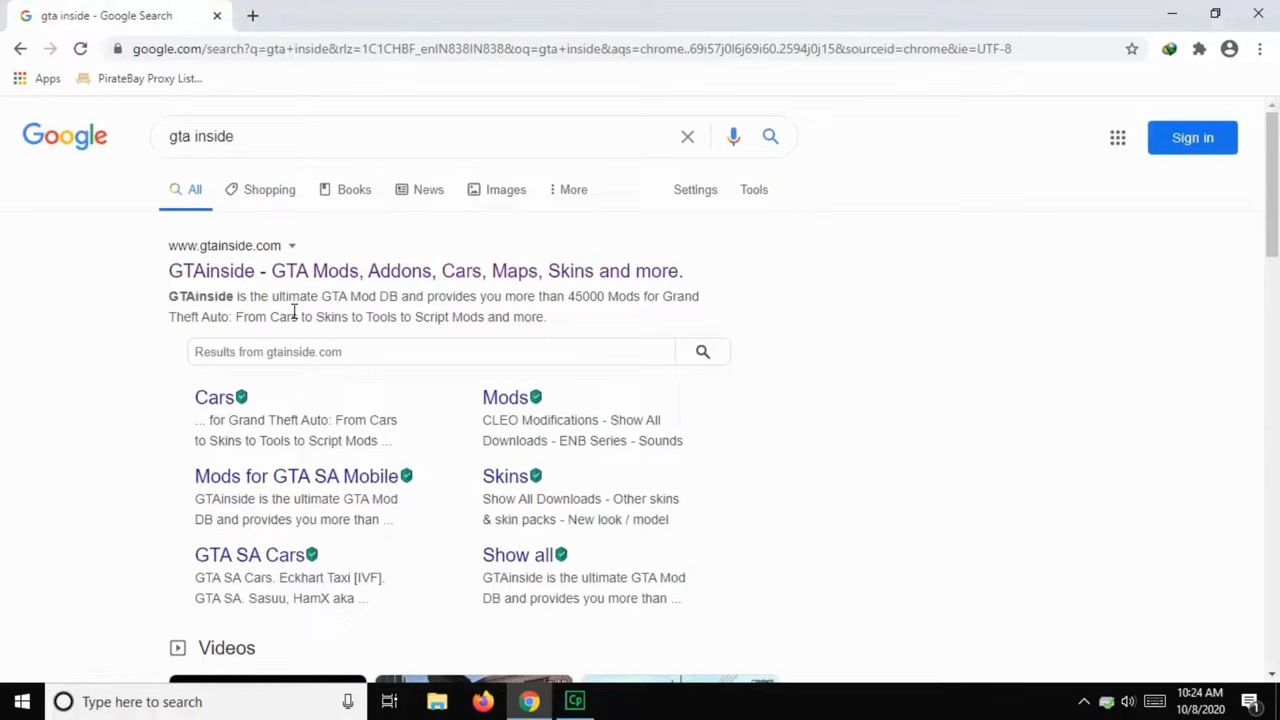 gta inside - Google Search
google.com/search?q=gta+inside&rlz=1C1CHBF_enIN838IN838&oq=gta+inside&aqs=chrome..69i57j0l6j69i60.2594j0j15&sourceid=chrome&ie=UTF-8
Apps PirateBay Proxy List...
Google gta inside Sign in
All Shopping Books News Images More Settings Tools
www.gtainside.com
GTAinside - GTA Mods, Addons, Cars, Maps, Skins and more.
GTAinside is the ultimate GTA Mod DB and provides you more than 45000 Mods for Grand
Theft Auto: From Cars to Skins to Tools to Script Mods and more.
Results from gtainside.com
Cars
... for Grand Theft Auto: From Cars
to Skins to Tools to Script Mods ...
Mods
CLEO Modifications - Show All
Downloads - ENB Series - Sounds
Mods for GTA SA Mobile
GTAinside is the ultimate GTA Mod
DB and provides you more than ...
Skins
Show All Downloads - Other skins
& skin packs - New look / model
GTA SA Cars
GTA SA Cars. Eckhart Taxi [IVF].
GTA SA. Sasuu, HamX aka ...
Show all
GTAinside is the ultimate GTA Mod
DB and provides you more than ...
Videos
Type here to search
Cp
10:24 AM
10/8/2020
1